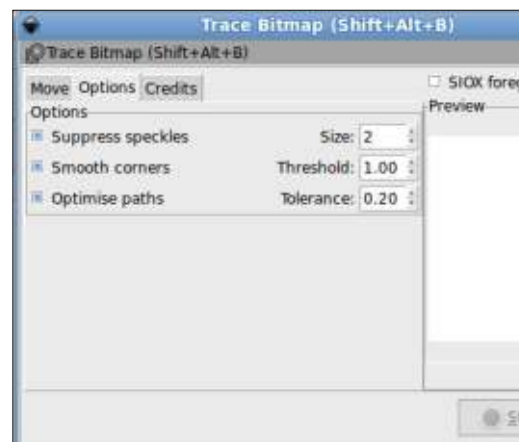 Trace Bitmap (Shift+Alt+B)
Trace Bitmap (Shift+Alt+B)
Move Options Credits
SIOX
Preview
Options
Suppress speckles Size: 2
Smooth corners Threshold: 1.00
Optimise paths Tolerance: 0.20